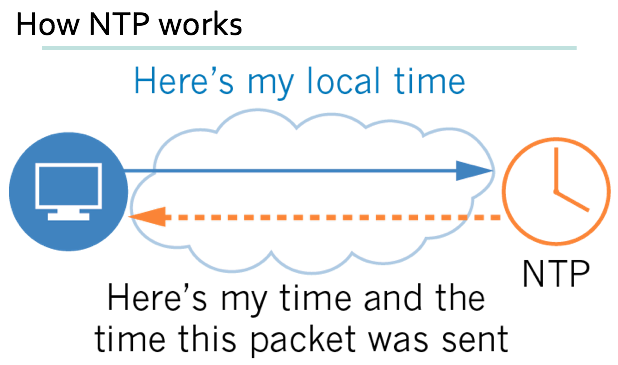 How NTP works
Here's my local time
NTP
Here's my time and the
time this packet was sent